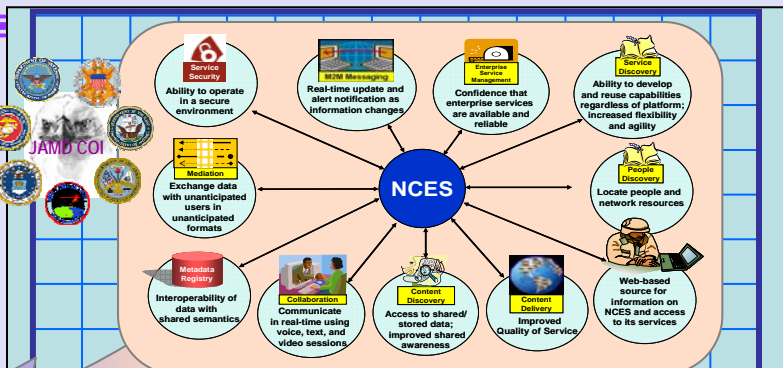 Service
Security
Ability to operate
in a secure
environment
M2M Messaging
Real-time update and
alert notification as
information changes
Enterprise
Service
Management
Confidence that
enterprise services
are available and
reliable
Service
Discovery
Ability to develop
and reuse capabilities
regardless of platform;
increased flexibility
and agility
JAMD COI
Mediation
Exchange data
with unanticipated
users in
unanticipated
formats
NCES
People
Discovery
Locate people and
network resources
Metadata
Registry
Interoperability of
data with
shared semantics
Collaboration
Communicate
in real-time using
voice, text, and
video sessions
Content
Discovery
Access to shared/
stored data;
improved shared
awareness
Content
Delivery
Improved
Quality of Service
Web-based
source for
information on
NCES and access
to its services